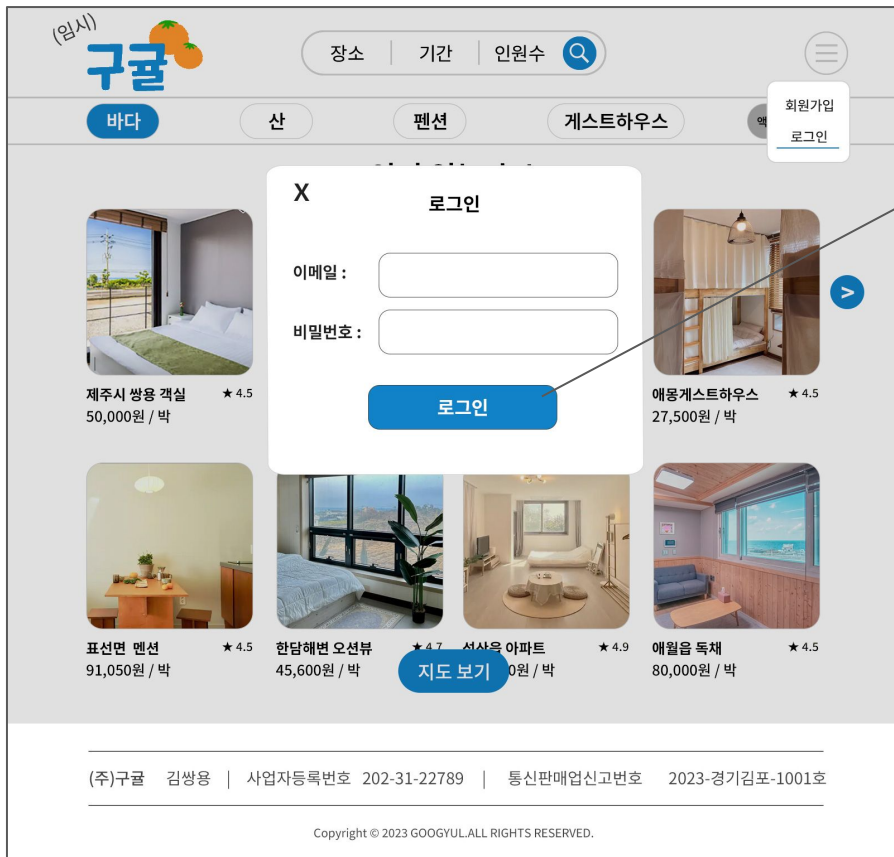 (임시)
구귤
장소 | 기간 | 인원수
회원가입
로그인
바다 산 펜션 게스트하우스 액
X
로그인
이메일 :
비밀번호 :
로그인
>
제주시 쌍용 객실 ★ 4.5
50,000원 / 박
애몽게스트하우스 ★ 4.5
27,500원 / 박
표선면 멘션 ★ 4.5
91,050원 / 박
한담해변 오션뷰 ★ 4.7
45,600원 / 박
아파트 ★ 4.9
0원 / 박
애월읍 독채 ★ 4.5
80,000원 / 박
지도 보기
(주)구귤 김쌍용 | 사업자등록번호 202-31-22789 | 통신판매업신고번호 2023-경기김포-1001호
Copyright © 2023 GOOGYUL.ALL RIGHTS RESERVED.